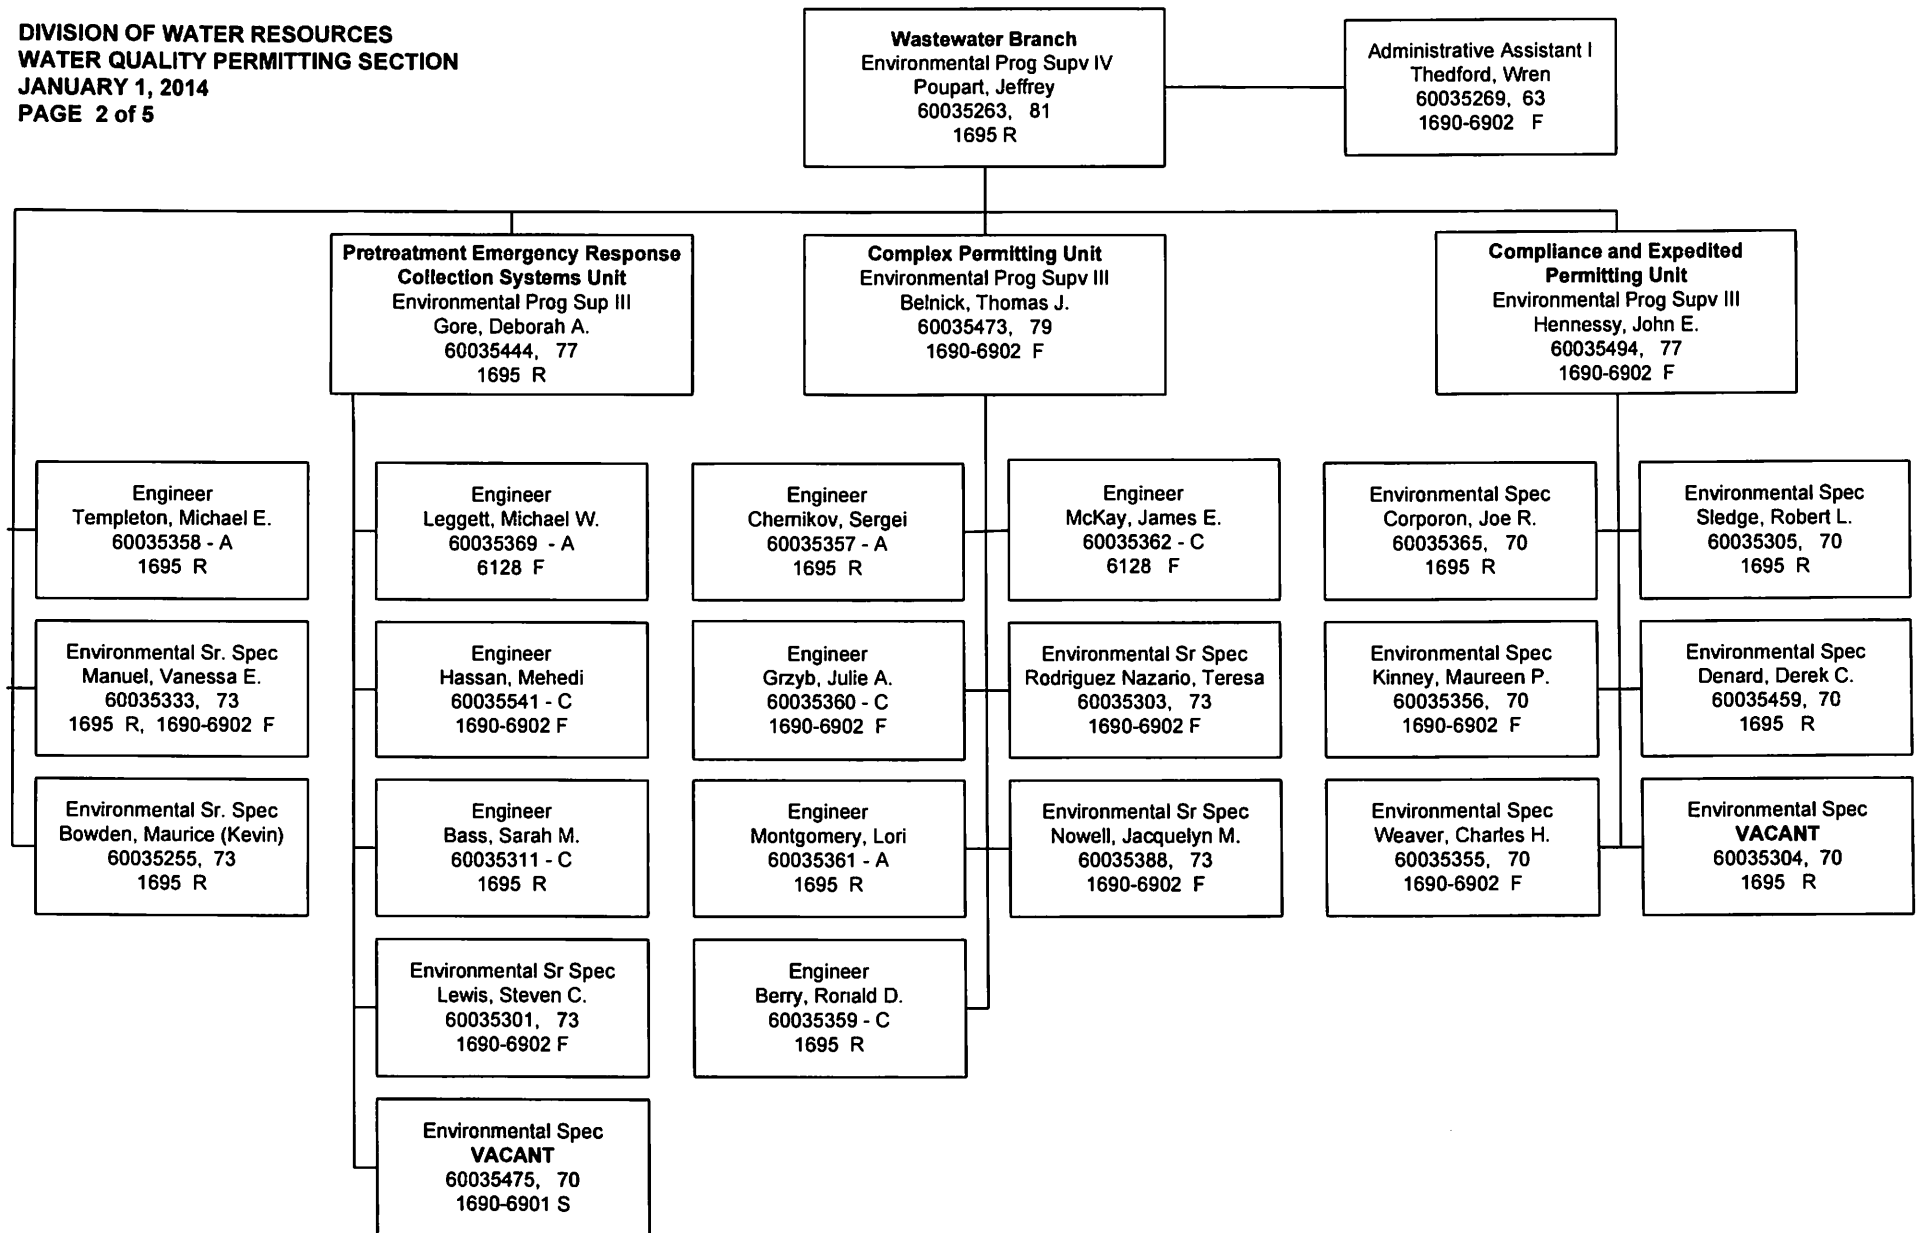 DIVISION OF WATER RESOURCES
WATER QUALITY PERMITTING SECTION
JANUARY 1, 2014
PAGE 2 of 5
Wastewater Branch
Environmental Prog Supv IV
Poupart, Jeffrey
60035263, 81
1695 R
Administrative Assistant I
Thedford, Wren
60035269, 63
1690-6902 F
Pretreatment Emergency Response
Collection Systems Unit
Environmental Prog Sup III
Gore, Deborah A.
60035444, 77
1695 R
Complex Permitting Unit
Environmental Prog Supv III
Belnick, Thomas J.
60035473, 79
1690-6902 F
Compliance and Expedited
Permitting Unit
Environmental Prog Supv III
Hennessy, John E.
60035494, 77
1690-6902 F
Engineer
Templeton, Michael E.
60035358 - A
1695 R
Environmental Sr. Spec
Manuel, Vanessa E.
60035333, 73
1695 R, 1690-6902 F
Environmental Sr. Spec
Bowden, Maurice (Kevin)
60035255, 73
1695 R
Engineer
Leggett, Michael W.
60035369 - A
6128 F
Engineer
Hassan, Mehedi
60035541 - C
1690-6902 F
Engineer
Bass, Sarah M.
60035311 - C
1695 R
Environmental Sr Spec
Lewis, Steven C.
60035301, 73
1690-6902 F
Environmental Spec
VACANT
60035475, 70
1690-6901 S
Engineer
Chernikov, Sergei
60035357 - A
1695 R
Engineer
Grzyb, Julie A.
60035360 - C
1690-6902 F
Engineer
Montgomery, Lori
60035361 - A
1695 R
Engineer
Berry, Ronald D.
60035359 - C
1695 R
Engineer
McKay, James E.
60035362 - C
6128 F
Environmental Sr Spec
Rodriguez Nazario, Teresa
60035303, 73
1690-6902 F
Environmental Sr Spec
Nowell, Jacquelyn M.
60035388, 73
1690-6902 F
Environmental Spec
Corporon, Joe R.
60035365, 70
1695 R
Environmental Spec
Kinney, Maureen P.
60035356, 70
1690-6902 F
Environmental Spec
Weaver, Charles H.
60035355, 70
1690-6902 F
Environmental Spec
Sledge, Robert L.
60035305, 70
1695 R
Environmental Spec
Denard, Derek C.
60035459, 70
1695 R
Environmental Spec
VACANT
60035304, 70
1695 R